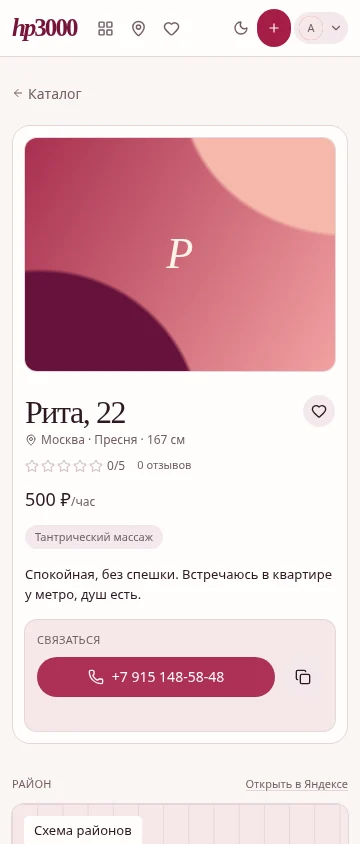 hp3000
A
Каталог
Р
Рита, 22
Москва · Пресня · 167 см
0/5 0 отзывов
500 ₽/час
Тантрический массаж
Спокойная, без спешки. Встречаюсь в квартире
у метро, душ есть.
СВЯЗАТЬСЯ
+7 915 148-58-48
РАЙОН Открыть в Яндексе
Схема районов